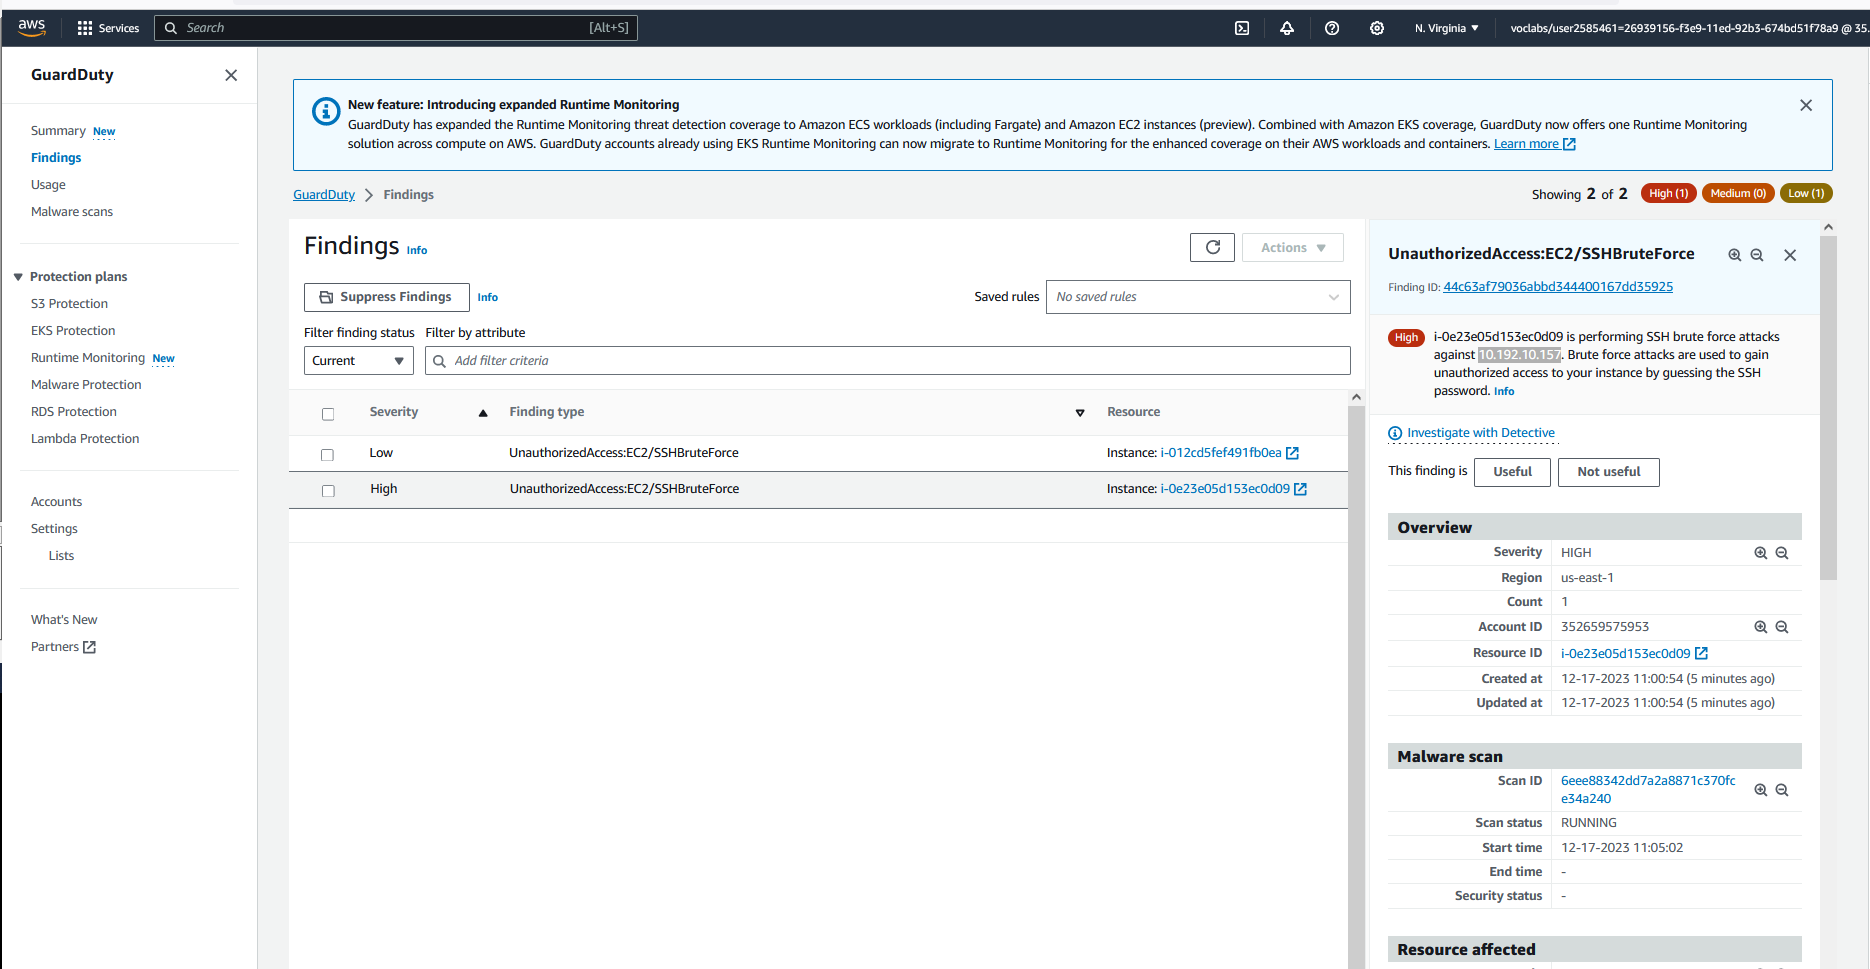 aws
Services
Search
[Alt+S]
N. Virginia
voclabs/user2585461=26939156-f3e9-11ed-92b3-674bd51f78a9 @ 35.
GuardDuty
Summary New
Findings
Usage
Malware scans
Protection plans
S3 Protection
EKS Protection
Runtime Monitoring New
Malware Protection
RDS Protection
Lambda Protection
Accounts
Settings
Lists
What's New
Partners
New feature: Introducing expanded Runtime Monitoring
GuardDuty has expanded the Runtime Monitoring threat detection coverage to Amazon ECS workloads (including Fargate) and Amazon EC2 instances (preview). Combined with Amazon EKS coverage, GuardDuty now offers one Runtime Monitoring
solution across compute on AWS. GuardDuty accounts already using EKS Runtime Monitoring can now migrate to Runtime Monitoring for the enhanced coverage on their AWS workloads and containers. Learn more
GuardDuty Findings
Showing 2 of 2 High (1) Medium (0) Low (1)
Findings Info
Actions
Suppress Findings Info
Saved rules No saved rules
Filter finding status Filter by attribute
Current Add filter criteria
Severity Finding type Resource
Low UnauthorizedAccess:EC2/SSHBruteForce Instance: i-012cd5fef491fb0ea
High UnauthorizedAccess:EC2/SSHBruteForce Instance: i-0e23e05d153ec0d09
UnauthorizedAccess:EC2/SSHBruteForce
Finding ID: 44c63af79036abbd344400167dd35925
High i-0e23e05d153ec0d09 is performing SSH brute force attacks
against 10.192.10.157. Brute force attacks are used to gain
unauthorized access to your instance by guessing the SSH
password. Info
Investigate with Detective
This finding is Useful Not useful
Overview
Severity HIGH
Region us-east-1
Count 1
Account ID 352659575953
Resource ID i-0e23e05d153ec0d09
Created at 12-17-2023 11:00:54 (5 minutes ago)
Updated at 12-17-2023 11:00:54 (5 minutes ago)
Malware scan
Scan ID 6eee88342dd7a2a8871c370fc
e34a240
Scan status RUNNING
Start time 12-17-2023 11:05:02
End time -
Security status -
Resource affected